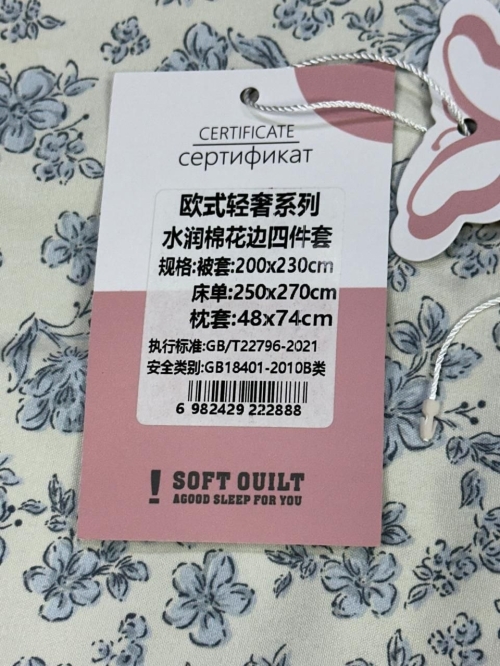 CERTIFICATE
сертификат
欧式轻奢系列
水润棉花边四件套
规格:被套:200x230cm
床单:250x270cm
枕套:48x74cm
执行标准:GB/T22796-2021
安全类别:GB18401-2010B类
6 982429 222888
! SOFT QUILT
AGOOD SLEEP FOR YOU